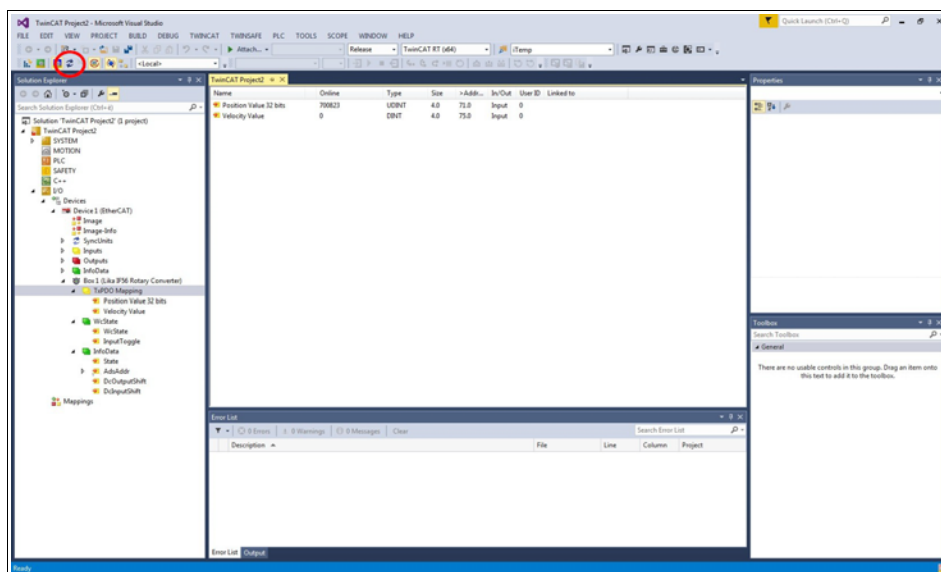 TwinCAT Project2 - Microsoft Visual Studio
Quick Launch (Ctrl+Q)
FILE EDIT VIEW PROJECT BUILD DEBUG TWINCAT TWINSAFE PLC TOOLS SCOPE WINDOW HELP
Attach... Release TwinCAT RT (x64) iTemp
<Local>
Solution Explorer
TwinCAT Project2
Properties
Name Online Type Size >Addr... In/Out User ID Linked to
Position Value 32 bits 700823 UDINT 4.0 71.0 Input 0
Velocity Value 0 DINT 4.0 75.0 Input 0
Search Solution Explorer (Ctrl+è)
Solution 'TwinCAT Project2' (1 project)
TwinCAT Project2
SYSTEM
MOTION
PLC
SAFETY
C++
I/O
Devices
Device 1 (EtherCAT)
Image
Image-Info
SyncUnits
Inputs
Outputs
InfoData
Box 1 (Lika IF56 Rotary Converter)
TxPDO Mapping
Position Value 32 bits
Velocity Value
WcState
WcState
InputToggle
InfoData
State
AdsAddr
DcOutputShift
DcInputShift
Mappings
Toolbox
Search Toolbox
General
There are no usable controls in this group. Drag an item onto
this text to add it to the toolbox.
Error List
0 Errors 0 Warnings 0 Messages Clear
Search Error List
Description File Line Column Project
Error List Output
Ready